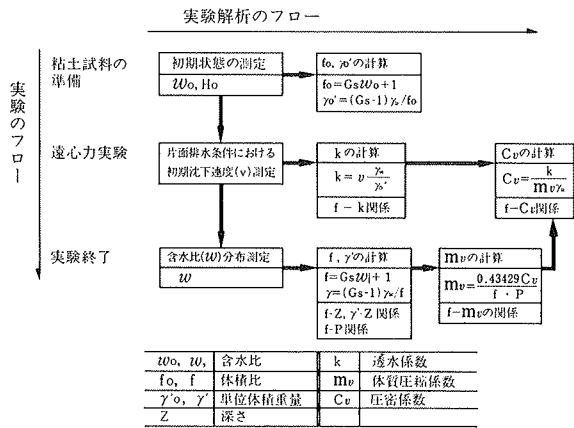 実験解析のフロー
実験のフロー
粘土試料の
準備
初期状態の測定
Wo, Ho
fo, γo'の計算
fo=GsWo+1
γo'=(Gs-1)γw/fo
遠心力実験
片面排水条件における
初期沈下速度(v)測定
kの計算
k = v γw/γo'
f - k関係
Cvの計算
Cv= k/mvγw
f-Cv関係
実験終了
含水比(W)分布測定
w
f, γ'の計算
f=GsW+1
γ=(Gs-1)γw/f
f-Z, γ'-Z 関係
f-P関係
mvの計算
mv= 0.43429Cv/f・P
f-mvの関係
wo, w, 含水比 k 透水係数
fo, f 体積比 mv 体質圧縮係数
γ'o, γ' 単位体積重量 Cv 圧密係数
Z 深さ